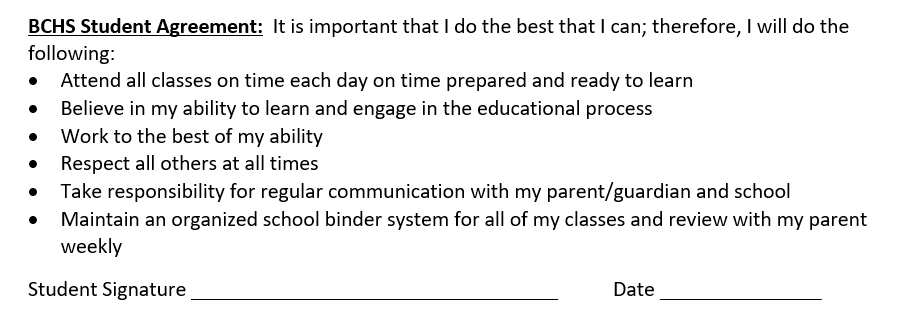 BCHS Student Agreement: It is important that I do the best that I can; therefore, I will do the
following:
• Attend all classes on time each day on time prepared and ready to learn
• Believe in my ability to learn and engage in the educational process
• Work to the best of my ability
• Respect all others at all times
• Take responsibility for regular communication with my parent/guardian and school
• Maintain an organized school binder system for all of my classes and review with my parent
weekly
Student Signature ______________________________ Date ______________